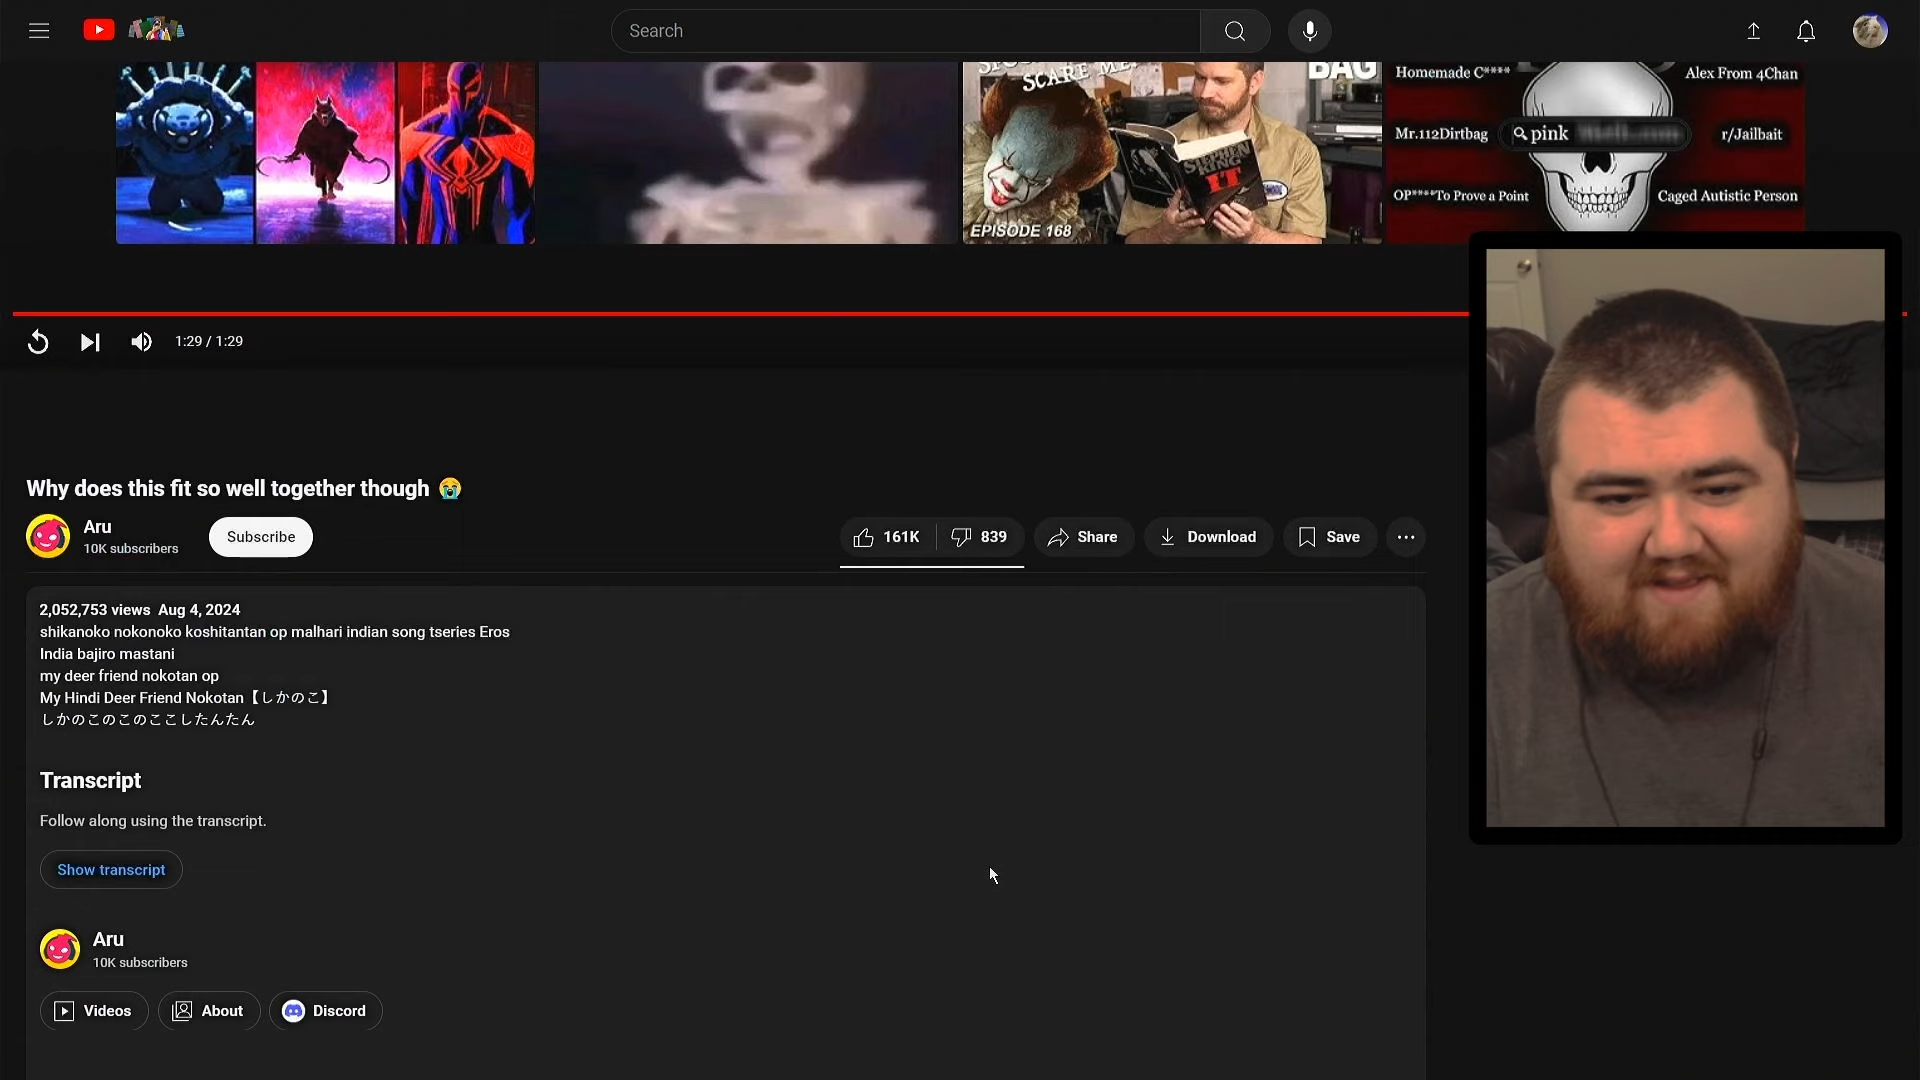 Search
SCARE ME!
BAG
STEPHEN
KING
IT
EPISODE 168
Homemade C****
Alex From 4Chan
Mr.112Dirtbag
pink
r/Jailbait
OP****To Prove a Point
Caged Autistic Person
1:29 / 1:29
Why does this fit so well together though 😭
Aru
10K subscribers
Subscribe
161K
839
Share
Download
Save
2,052,753 views Aug 4, 2024
shikanoko nokonoko koshitantan op malhari indian song tseries Eros
India bajiro mastani
my deer friend nokotan op
My Hindi Deer Friend Nokotan【しかのこ】
しかのこのこのここしたんたん
Transcript
Follow along using the transcript.
Show transcript
Aru
10K subscribers
Videos
About
Discord